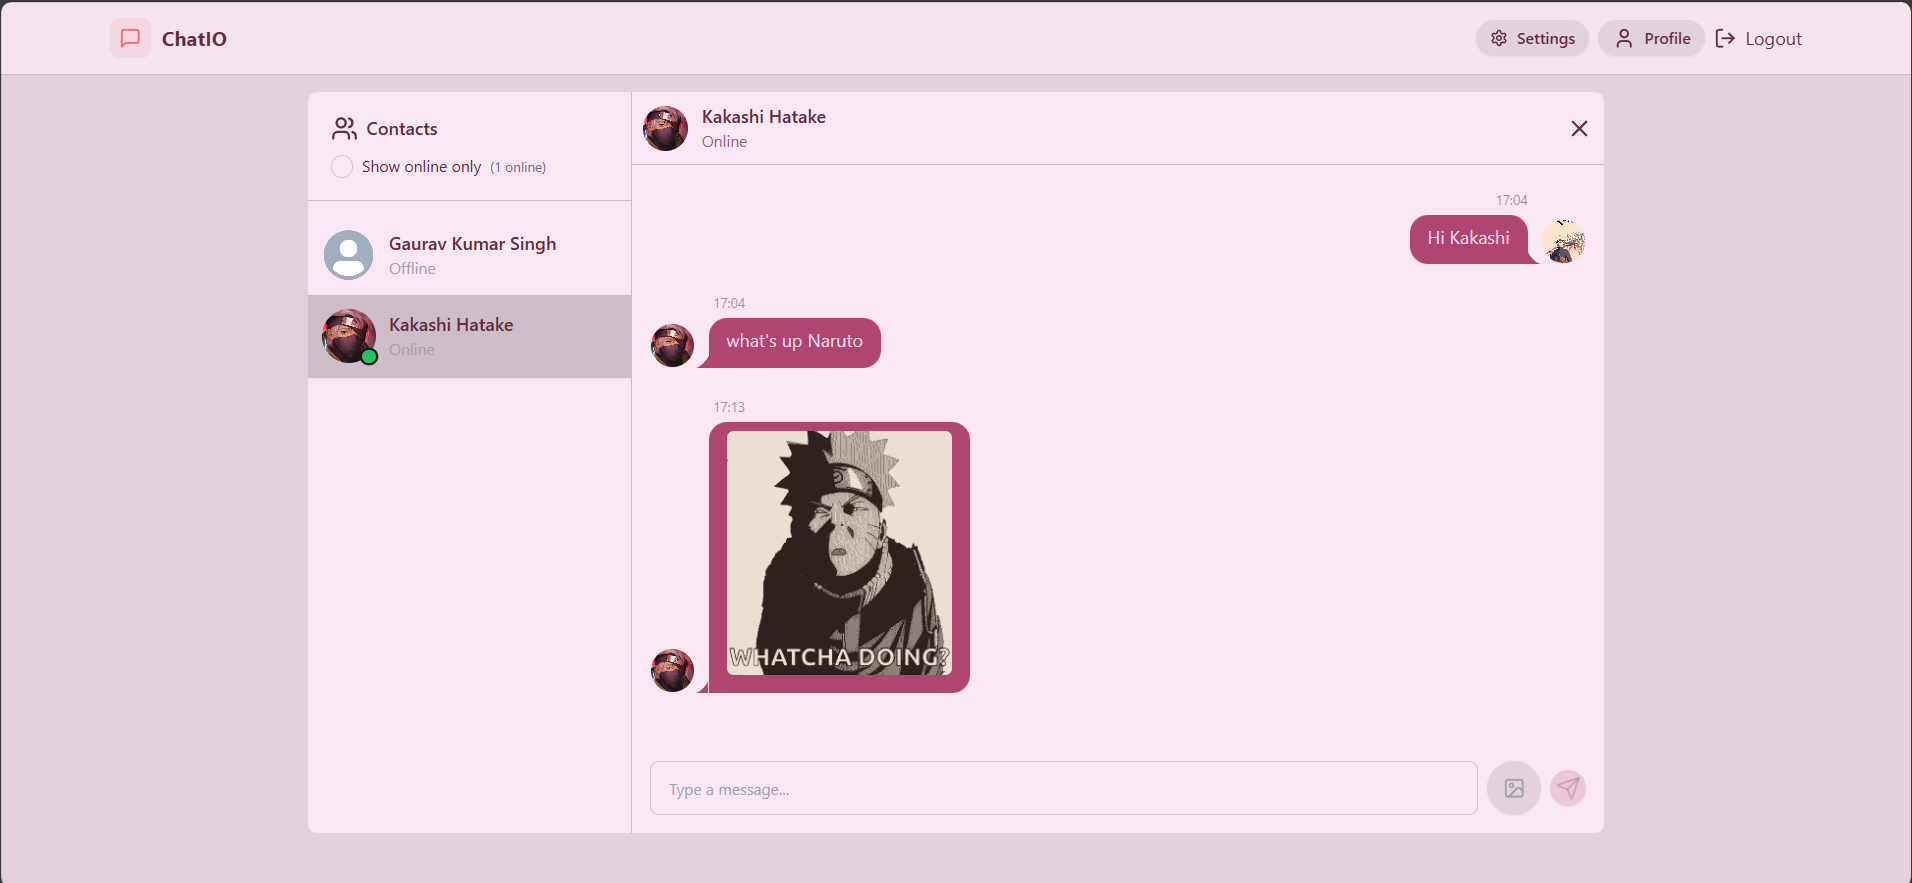 ChatIO
Settings
Profile
Logout
Contacts
Show online only (1 online)
Gaurav Kumar Singh
Offline
Kakashi Hatake
Online
Kakashi Hatake
Online
17:04
Hi Kakashi
17:04
what's up Naruto
17:13
WHATCHA DOING?
Type a message...